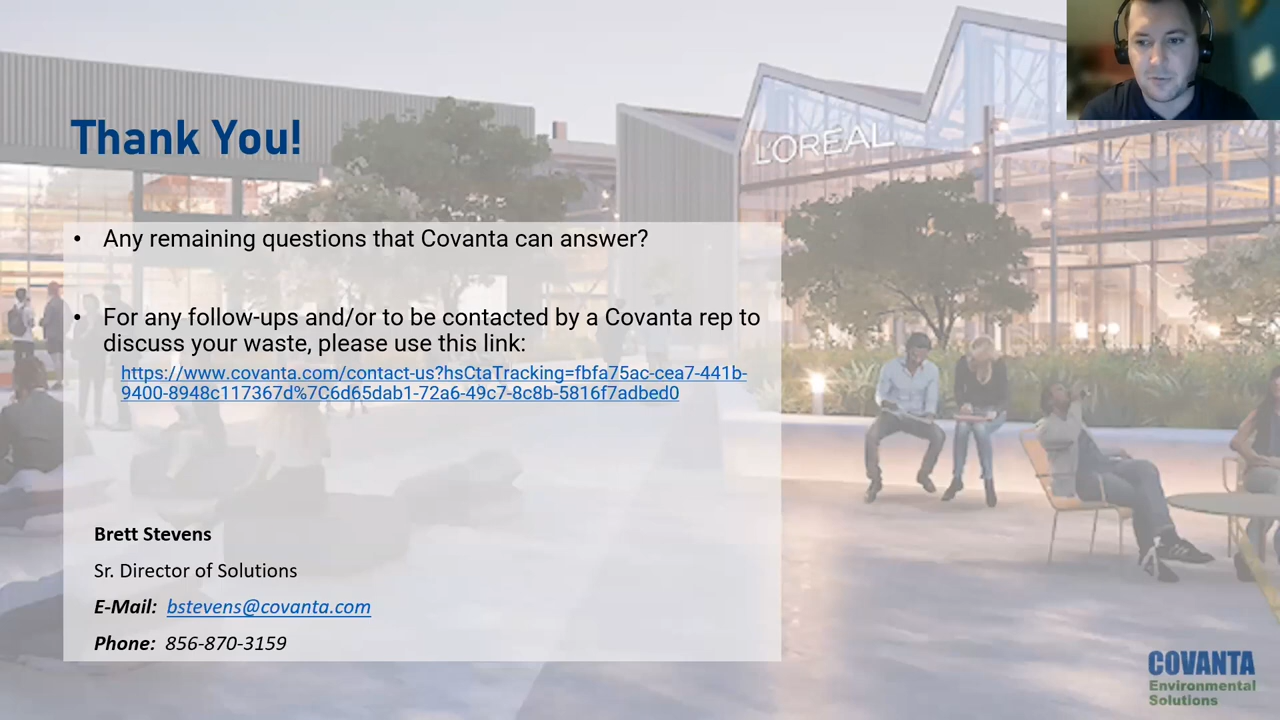 L'ORÉAL
Thank You!
• Any remaining questions that Covanta can answer?
• For any follow-ups and/or to be contacted by a Covanta rep to
discuss your waste, please use this link:
https://www.covanta.com/contact-us?hsCtaTracking=fbfa75ac-cea7-441b-
9400-8948c117367d%7C6d65dab1-72a6-49c7-8c8b-5816f7adbed0
Brett Stevens
Sr. Director of Solutions
E-Mail: bstevens@covanta.com
Phone: 856-870-3159
COVANTA
Environmental
Solutions